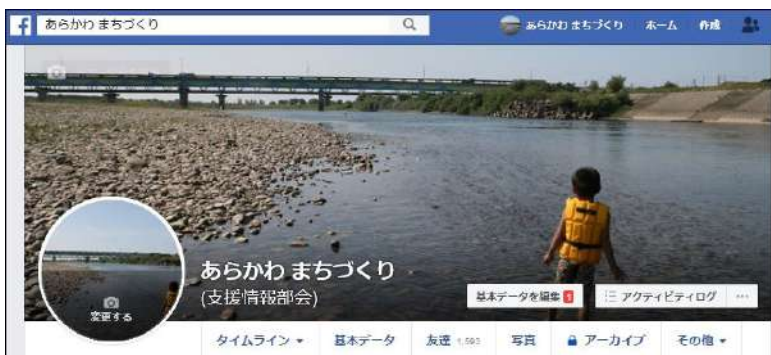 f あらかわ まちづくり あらかわ まちづくり ホーム 作成
あらかわ まちづくり
(支援情報部会)
変更する
基本データを編集 1 アクティビティログ ...
タイムライン 基本データ 友達 1,593 写真 アーカイブ その他